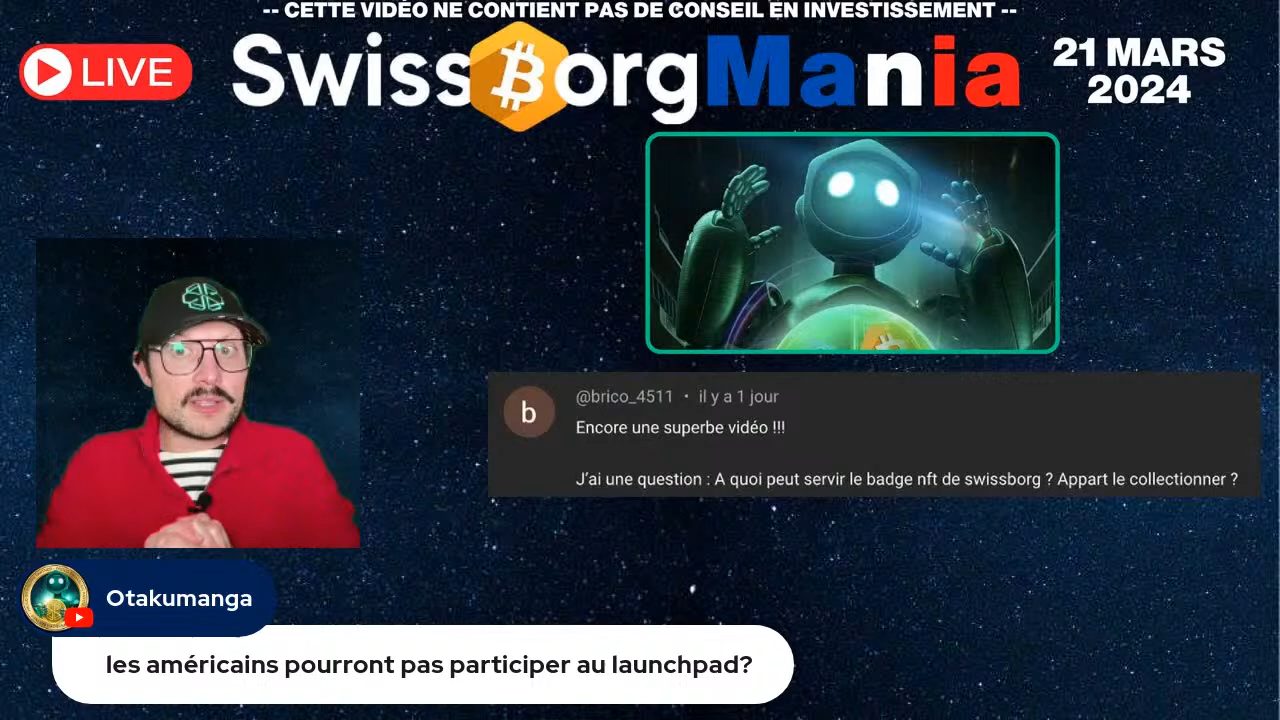 -- CETTE VIDÉO NE CONTIENT PAS DE CONSEIL EN INVESTISSEMENT --
LIVE
SwissBorgMania
21 MARS
2024
b
@brico_4511 • il y a 1 jour
Encore une superbe vidéo !!!
J'ai une question : A quoi peut servir le badge nft de swissborg ? Appart le collectionner ?
Otakumanga
les américains pourront pas participer au launchpad?